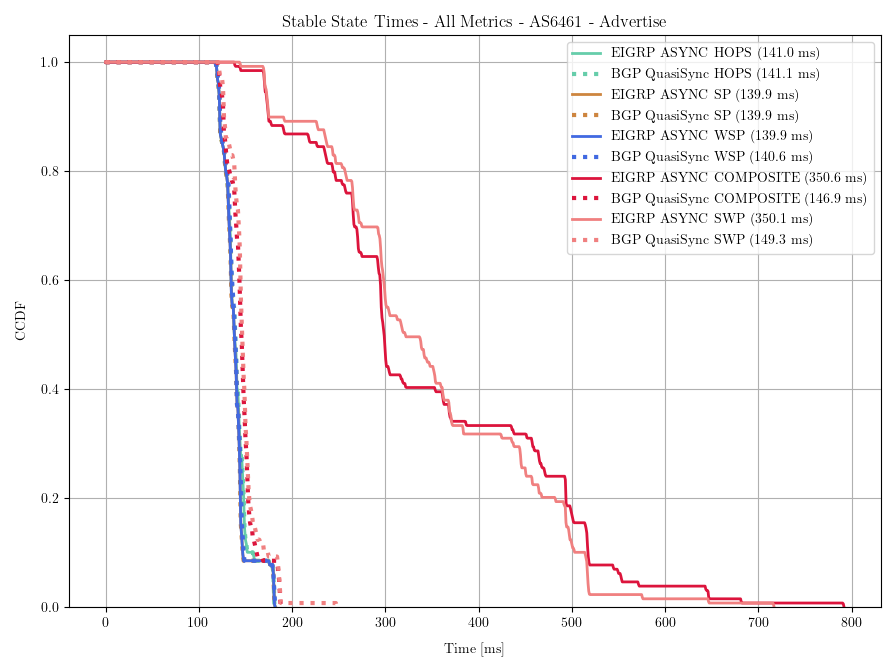 Stable State Times - All Metrics - AS6461 - Advertise
EIGRP ASYNC HOPS (141.0 ms)
BGP QuasiSync HOPS (141.1 ms)
EIGRP ASYNC SP (139.9 ms)
BGP QuasiSync SP (139.9 ms)
EIGRP ASYNC WSP (139.9 ms)
BGP QuasiSync WSP (140.6 ms)
EIGRP ASYNC COMPOSITE (350.6 ms)
BGP QuasiSync COMPOSITE (146.9 ms)
EIGRP ASYNC SWP (350.1 ms)
BGP QuasiSync SWP (149.3 ms)
1.0
0.8
0.6
0.4
0.2
0.0
CCDF
0 100 200 300 400 500 600 700 800
Time [ms]